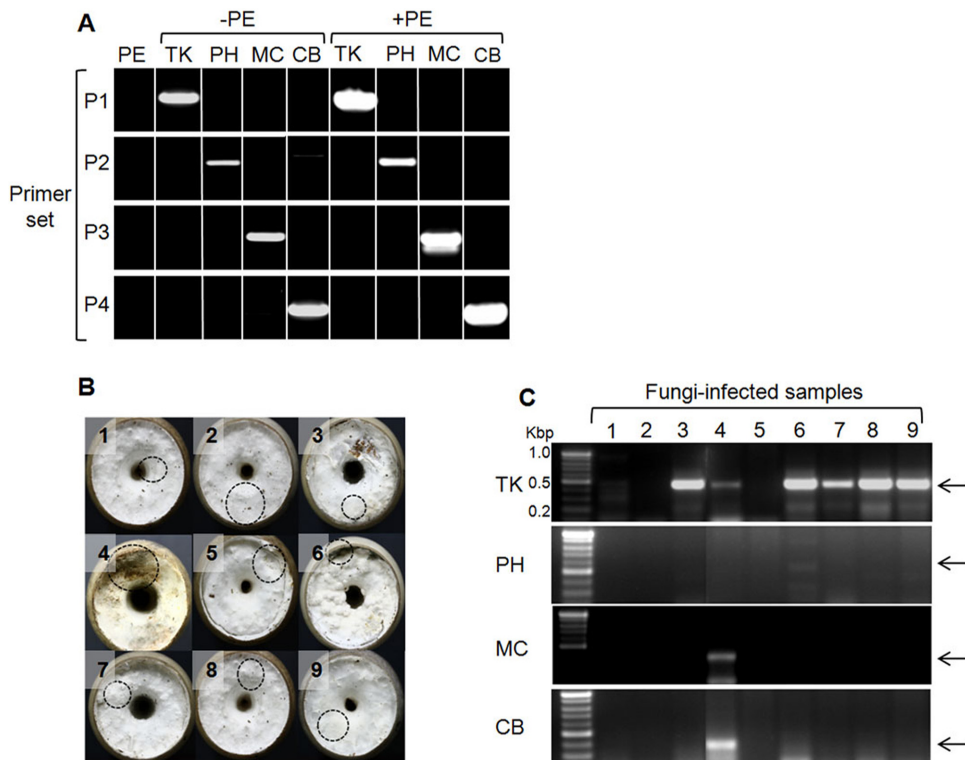 A
-PE +PE
PE TK PH MC CB TK PH MC CB
Primer set
P1
P2
P3
P4
B
1 2 3
4 5 6
7 8 9
C
Fungi-infected samples
Kbp 1 2 3 4 5 6 7 8 9
1.0
TK 0.5
0.2
PH
MC
CB